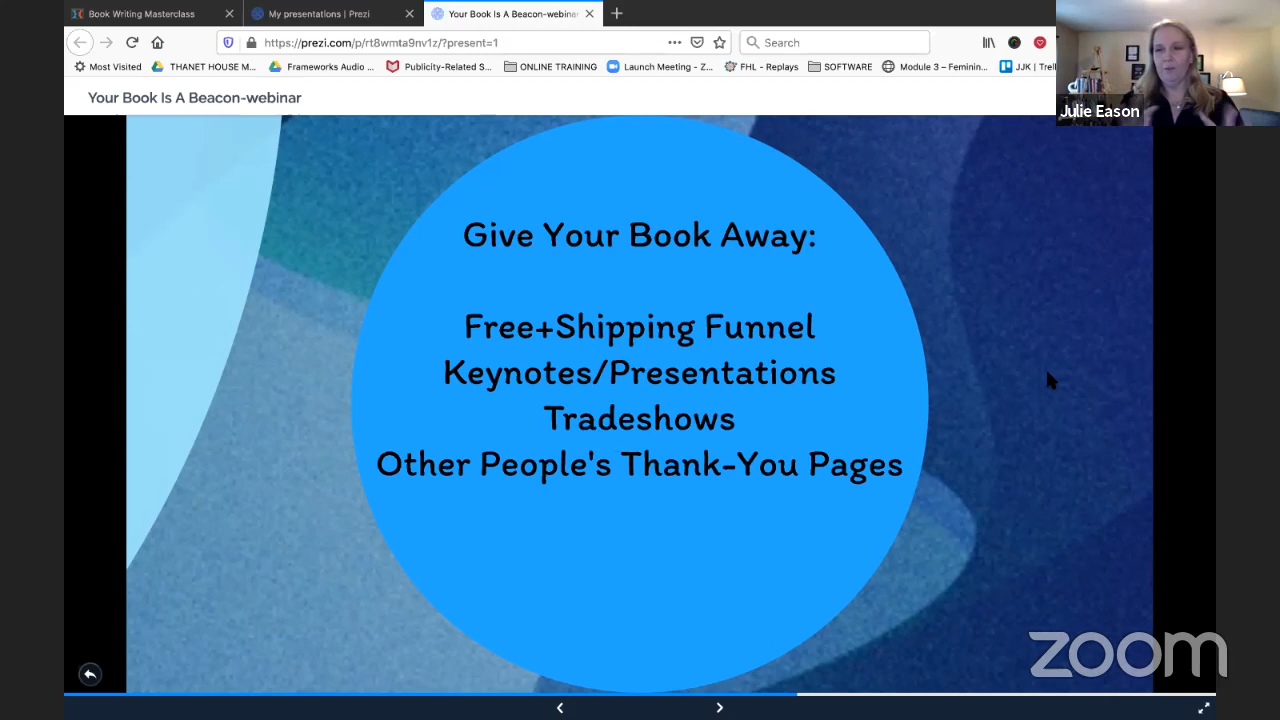 Book Writing Masterclass
My presentations | Prezi
Your Book Is A Beacon-webinar
https://prezi.com/p/rt8wmta9nv1z/?present=1
Search
Most Visited
THANET HOUSE M...
Frameworks Audio ...
Publicity-Related S...
ONLINE TRAINING
Launch Meeting - Z...
FHL - Replays
SOFTWARE
Module 3 – Feminin...
JJK | Trell
Your Book Is A Beacon-webinar
Julie Eason
Give Your Book Away:
Free+Shipping Funnel
Keynotes/Presentations
Tradeshows
Other People's Thank-You Pages
zoom